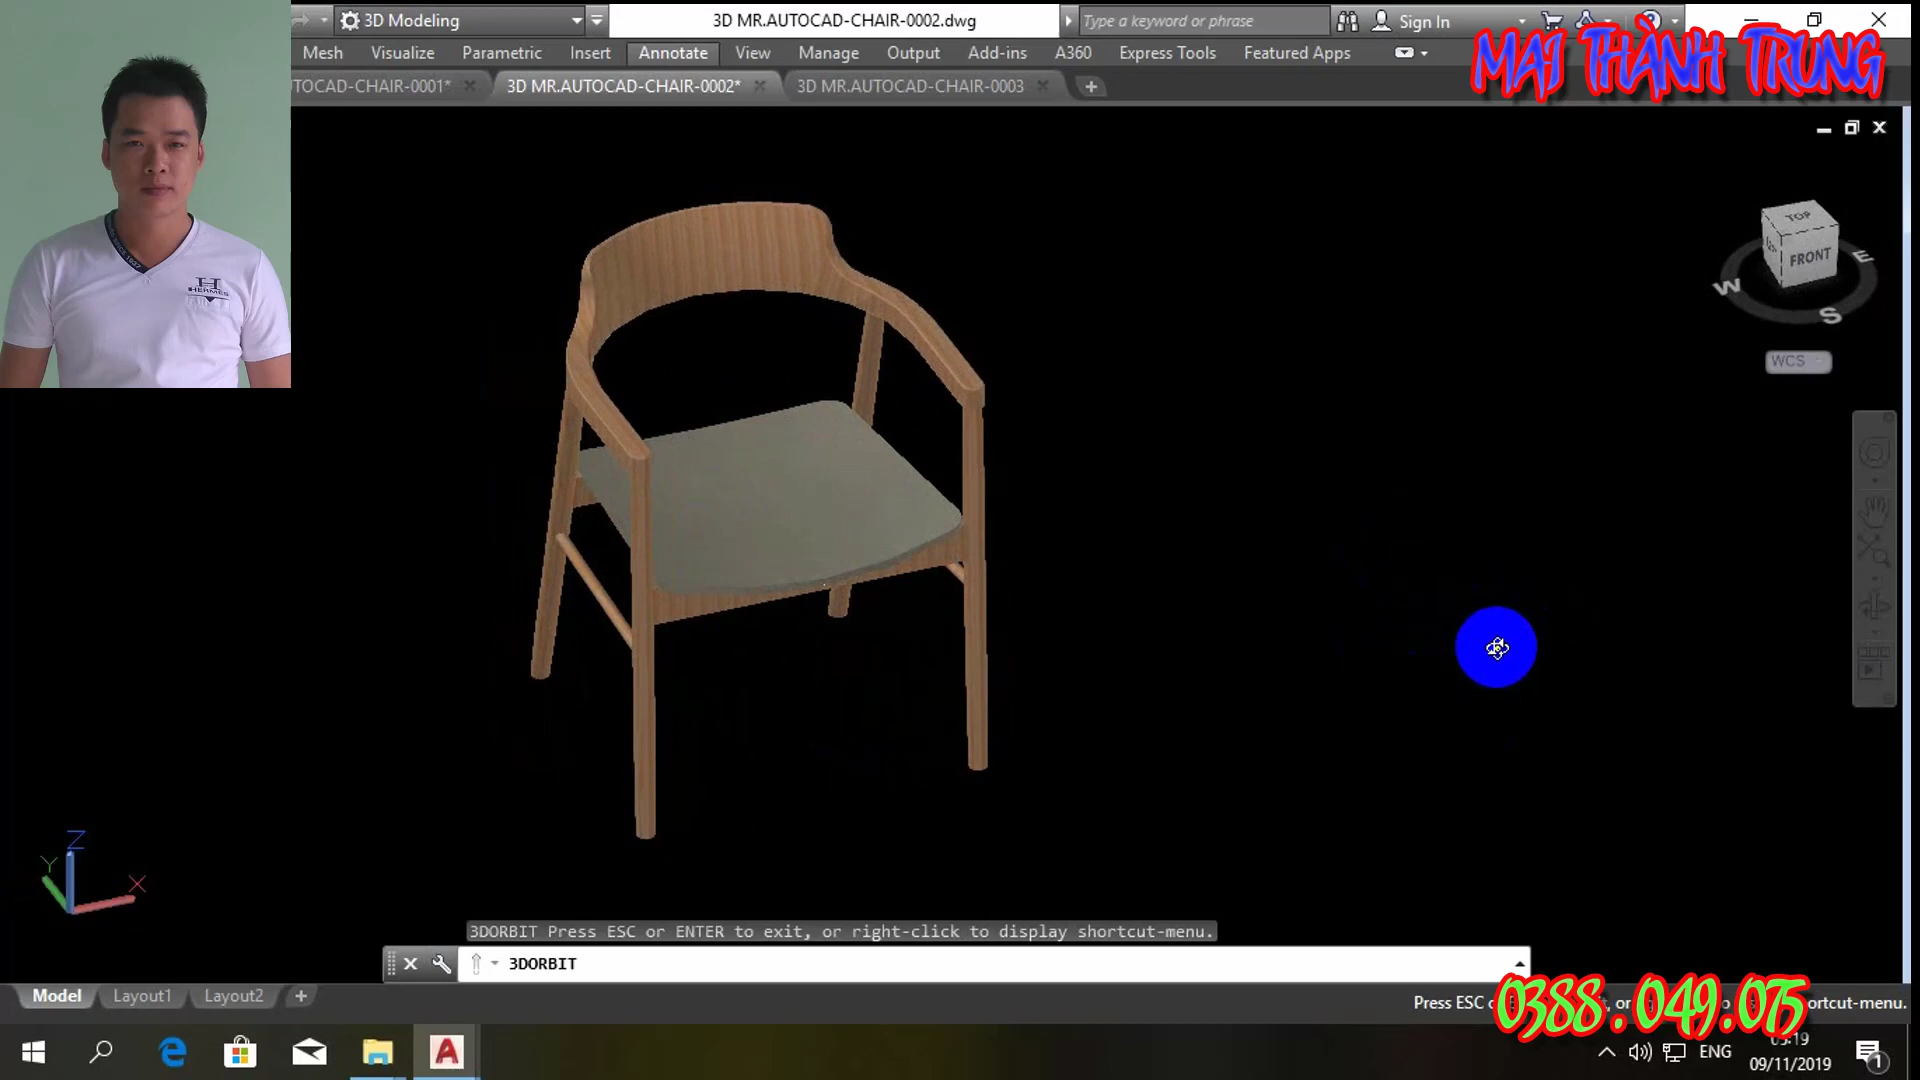 3D Modeling
3D MR.AUTOCAD-CHAIR-0002.dwg
Type a keyword or phrase
Sign In
MAI THÀNH TRUNG
Mesh Visualize Parametric Insert Annotate View Manage Output Add-ins A360 Express Tools Featured Apps
TOCAD-CHAIR-0001*
3D MR.AUTOCAD-CHAIR-0002*
3D MR.AUTOCAD-CHAIR-0003
H
HERMES
TOP
FRONT
W
S
E
WCS
Z
Y
X
3DORBIT Press ESC or ENTER to exit, or right-click to display shortcut-menu.
3DORBIT
Model Layout1 Layout2
Press ESC
ortcut-menu.
0388.049.075
ENG
09/11/2019
1